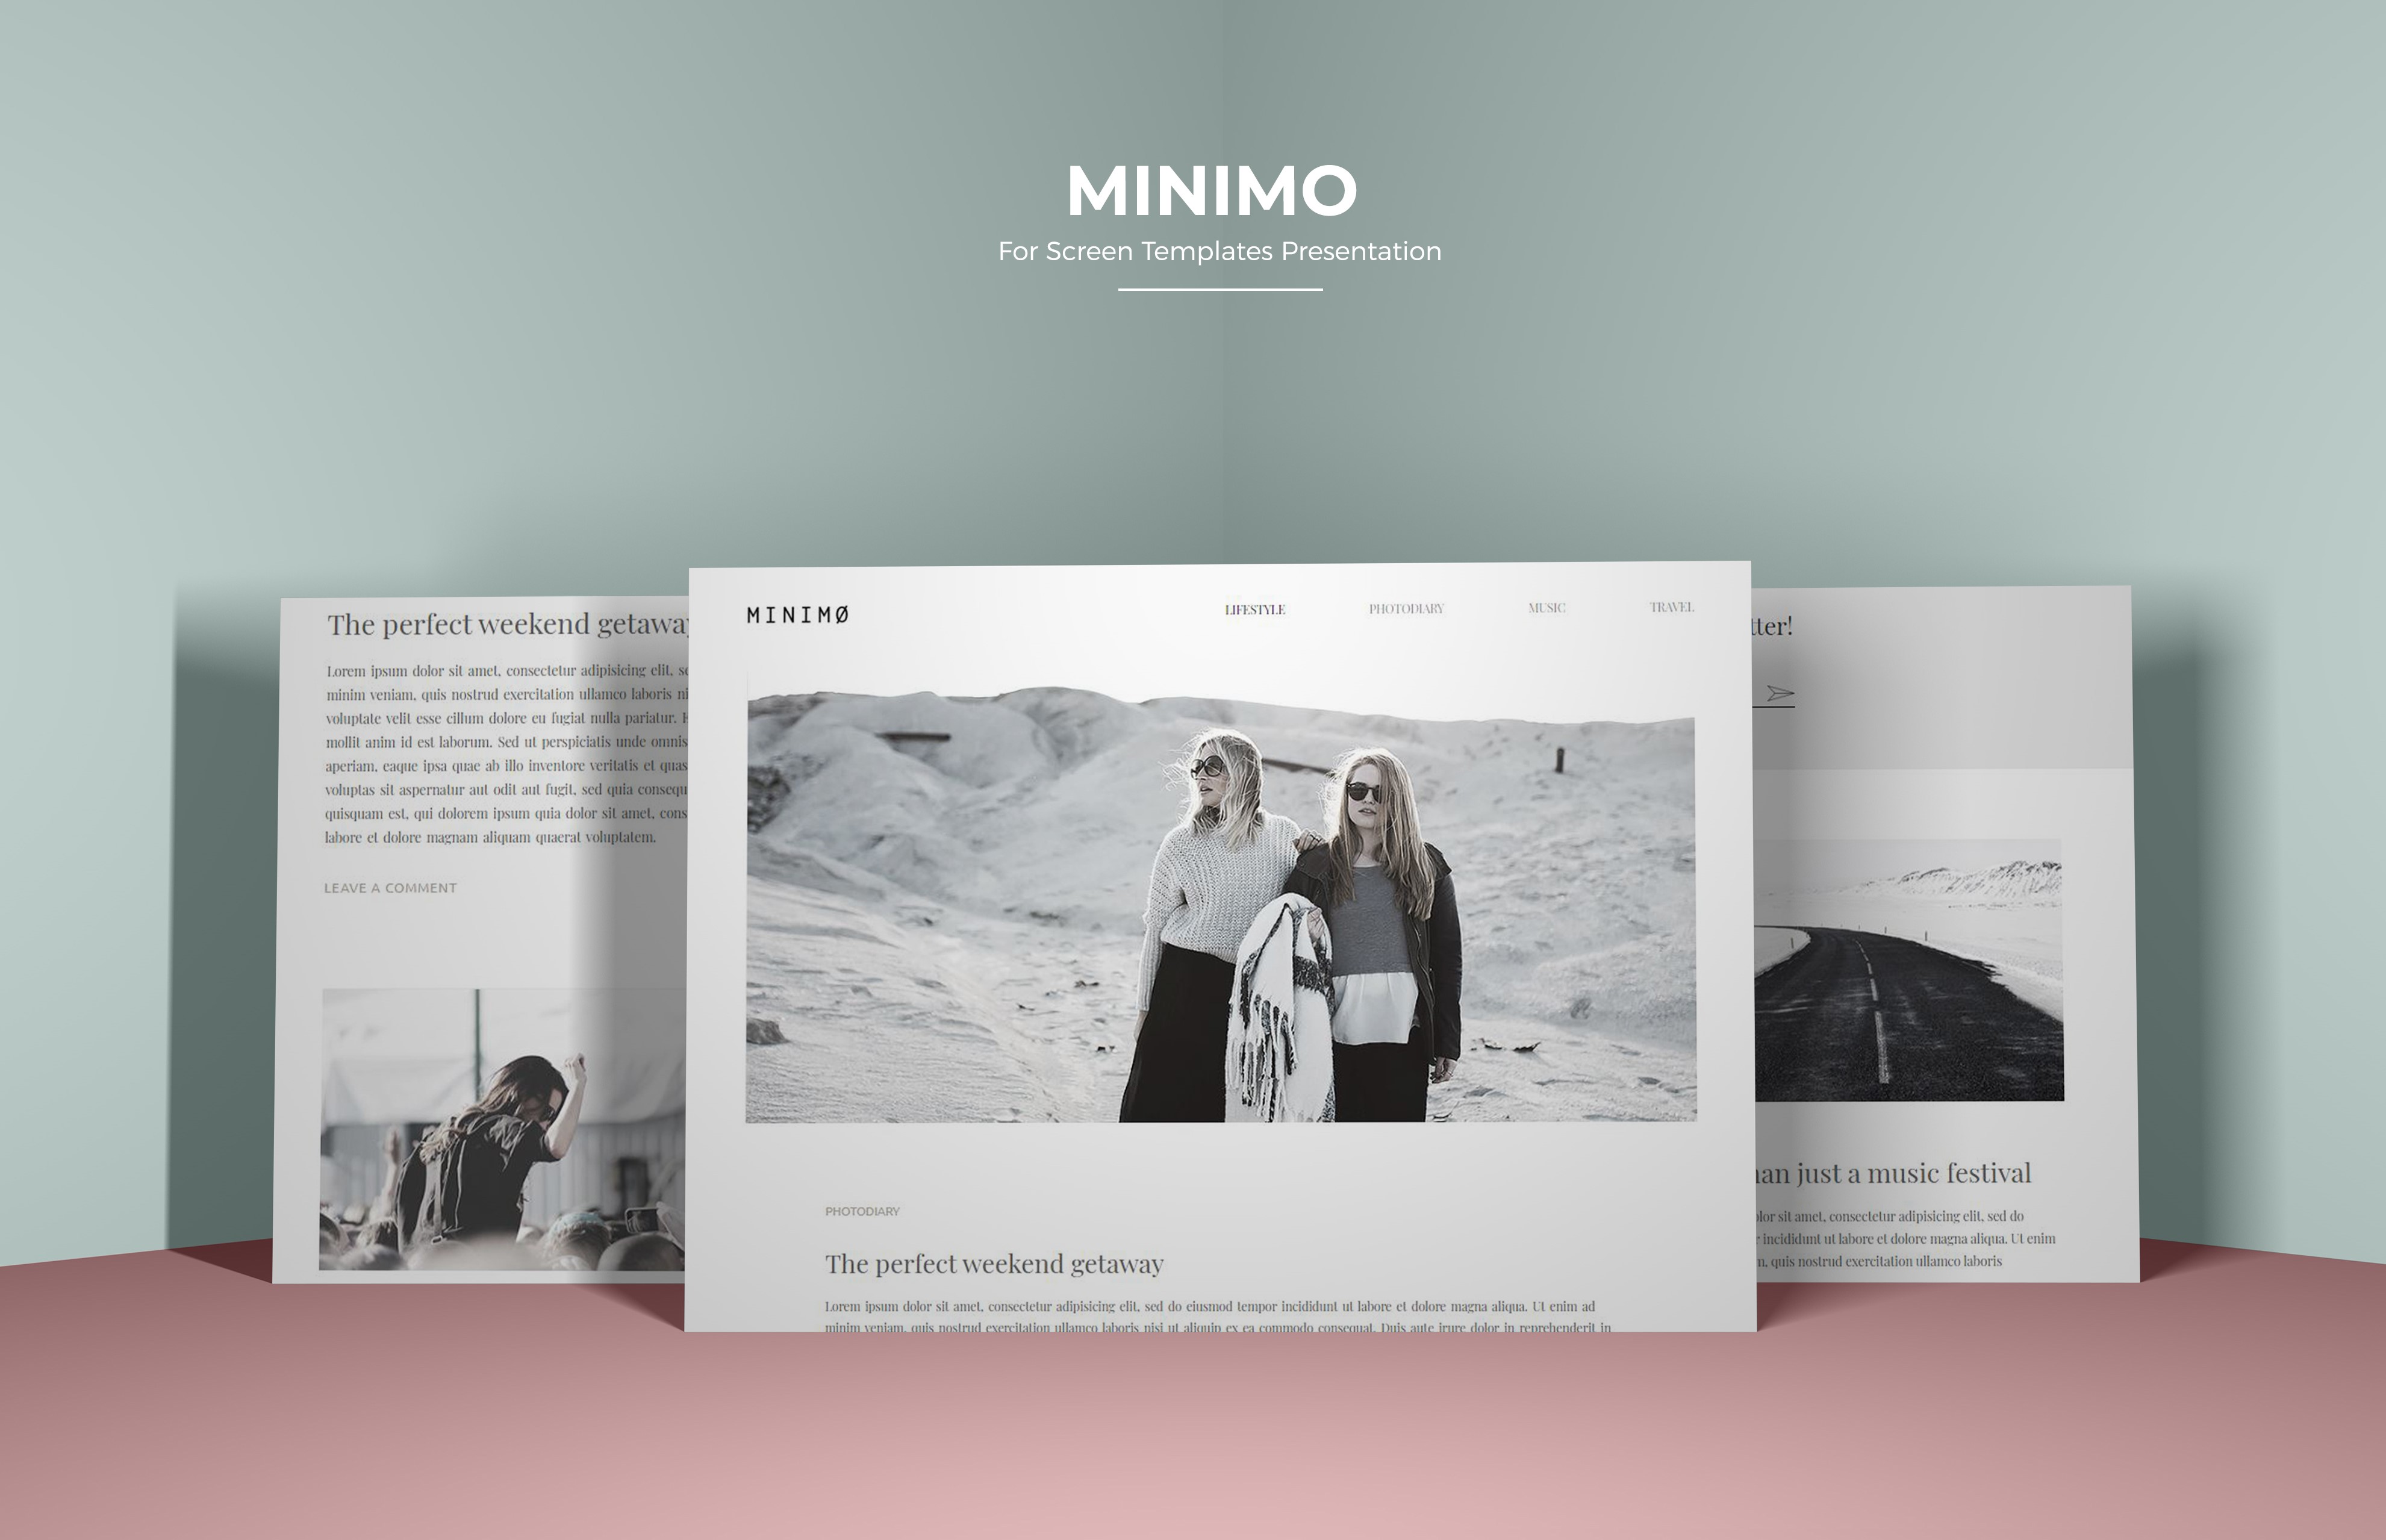 MINIMO
For Screen Templates Presentation
The perfect weekend
Lorem ipsum dolor sit amet, consectetur adipisicing elit,
minim veniam, quis nostrud exercitation ullamco laboris
voluptate velit esse cillum dolore eu fugiat nulla pariatur.
mollit anim id est laborum. Sed ut perspiciatis unde omnis
aperiam, eaque ipsa quae ab illo inventore veritatis et
voluptas sit aspernatur aut odit aut fugit, sed quia
quisquam est, qui dolorem ipsum quia dolor sit amet,
labore et dolore magnam aliquam quaerat voluptatem.
LEAVE A COMMENT
MINIMØ
LIFESTYLE PHOTODIARY MUSIC TRAVEL
PHOTODIARY
The perfect weekend getaway
Lorem ipsum dolor sit amet, consectetur adipisicing elit, sed do eiusmod tempor incididunt ut labore et dolore magna aliqua. Ut enim ad
minim veniam, quis nostrud exercitation ullamco laboris nisi ut aliquip ex ea commodo consequat. Duis aute irure dolor in reprehenderit in
tter!
just a music festival
sit amet, consectetur adipisicing elit, sed do
incididunt ut labore et dolore magna aliqua. Ut enim
quis nostrud exercitation ullamco laboris